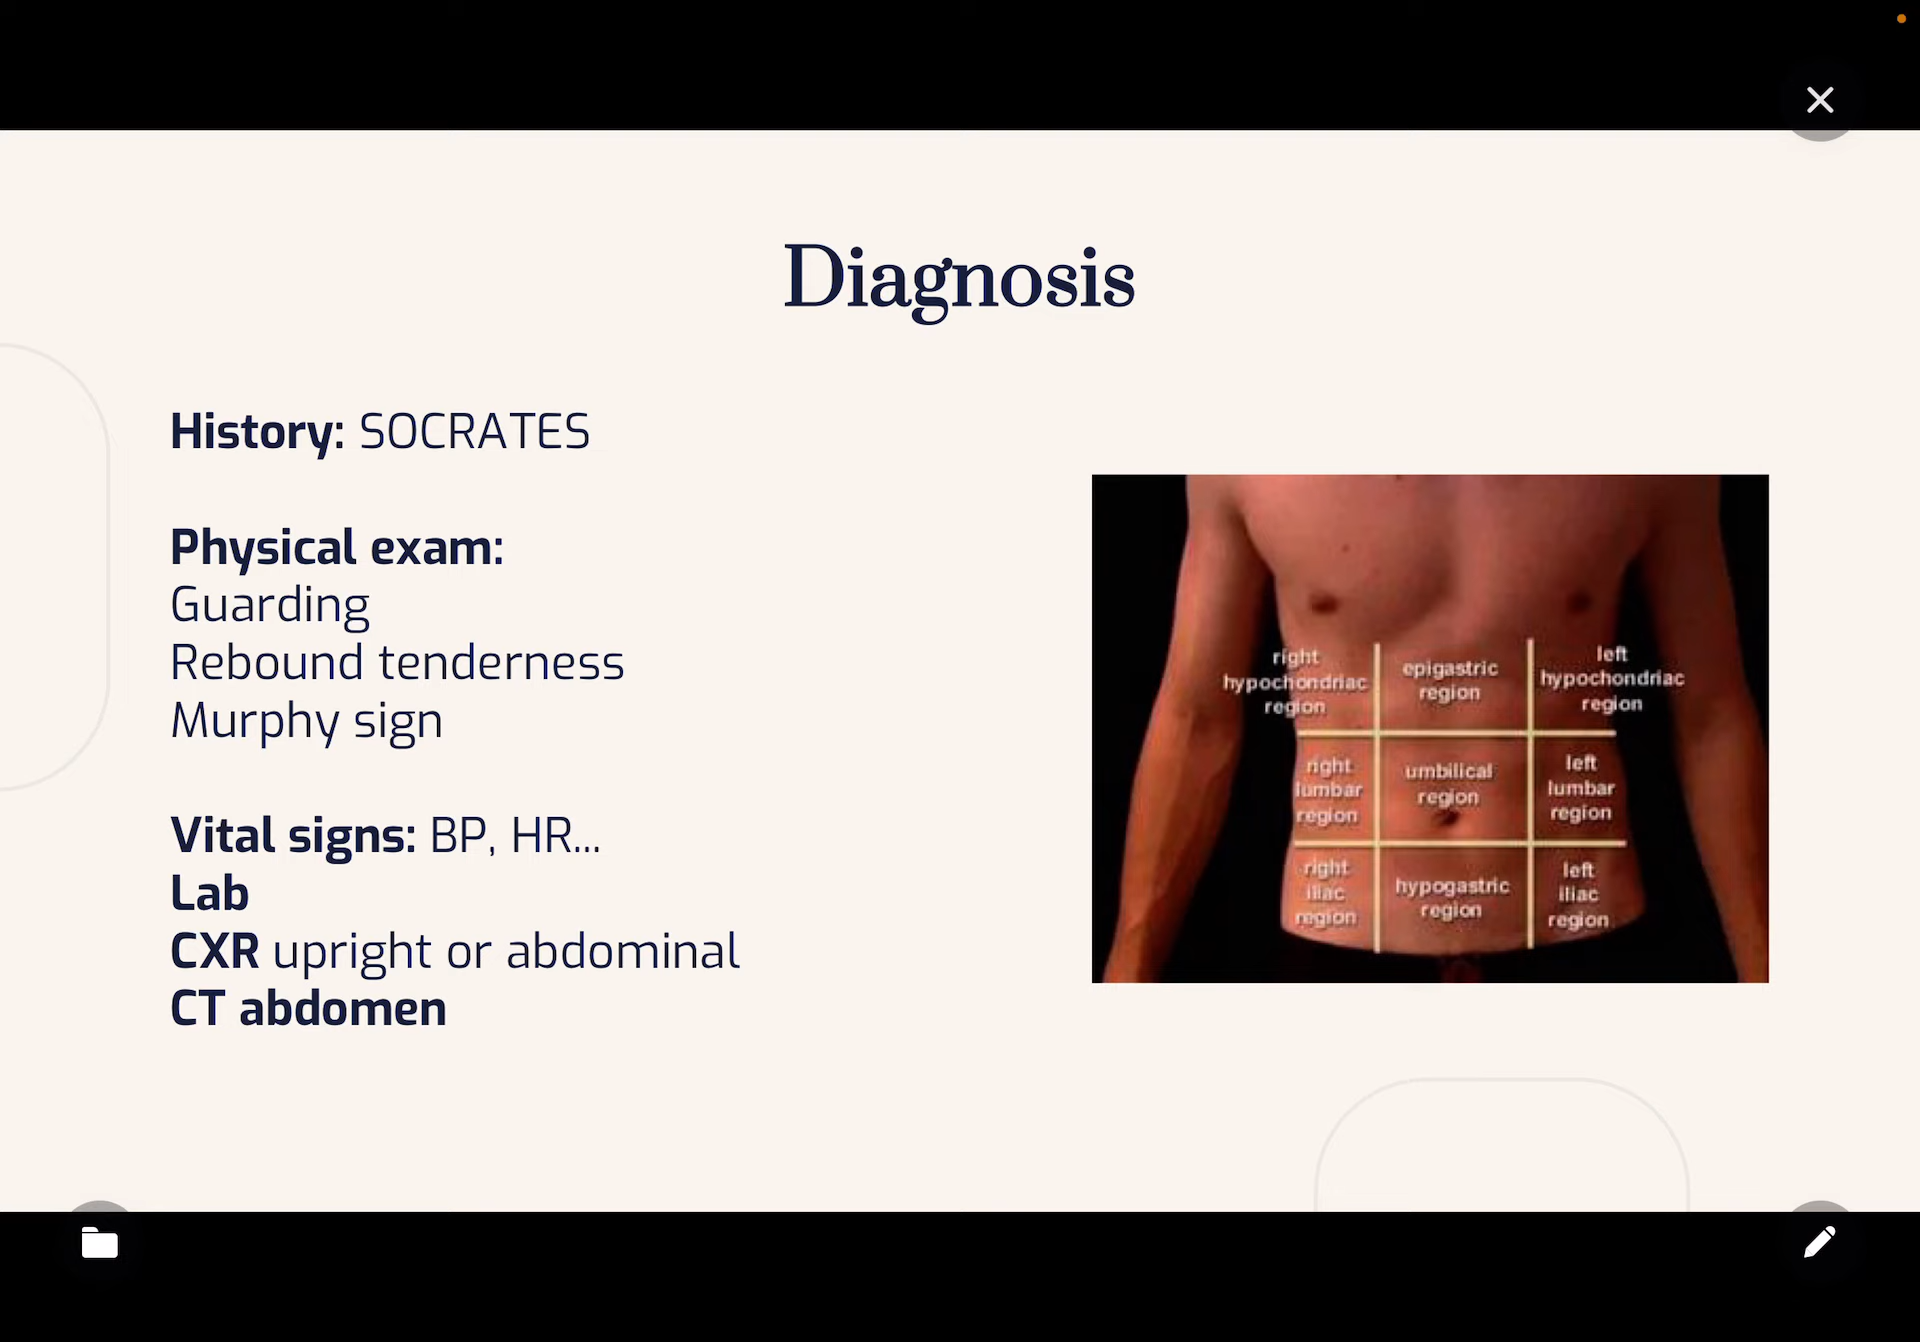 Diagnosis
History: SOCRATES
Physical exam:
Guarding
Rebound tenderness
Murphy sign
Vital signs: BP, HR...
Lab
CXR upright or abdominal
CT abdomen
right
hypochondriac
region
epigastric
region
left
hypochondriac
region
right
lumbar
region
umbilical
region
left
lumbar
region
right
iliac
region
hypogastric
region
left
iliac
region